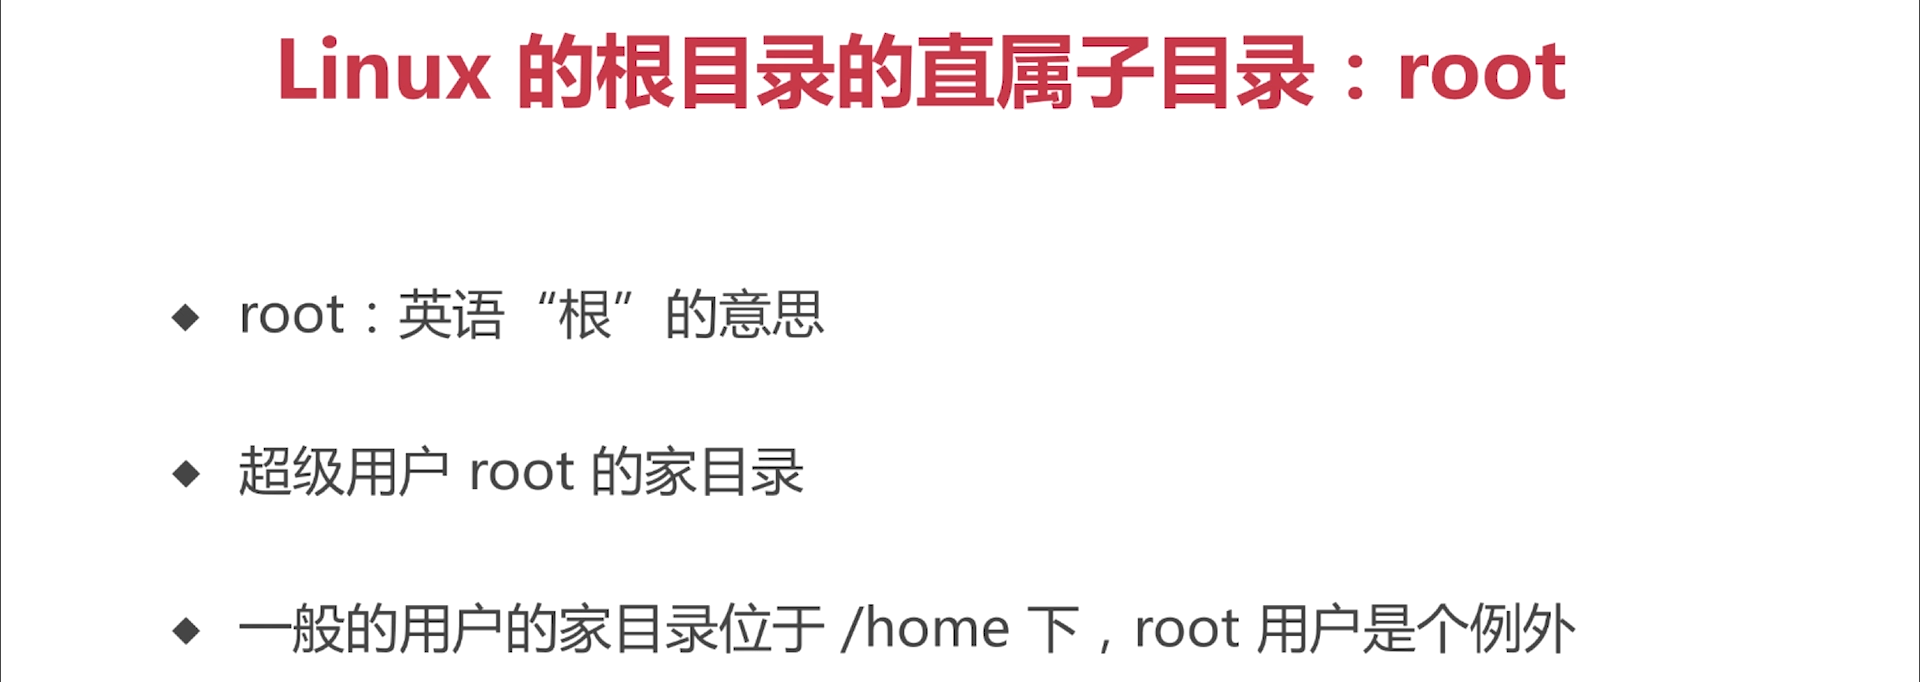 Linux 的根目录的直属子目录：root
◆ root：英语“根”的意思
◆ 超级用户 root 的家目录
◆ 一般的用户的家目录位于 /home 下，root 用户是个例外